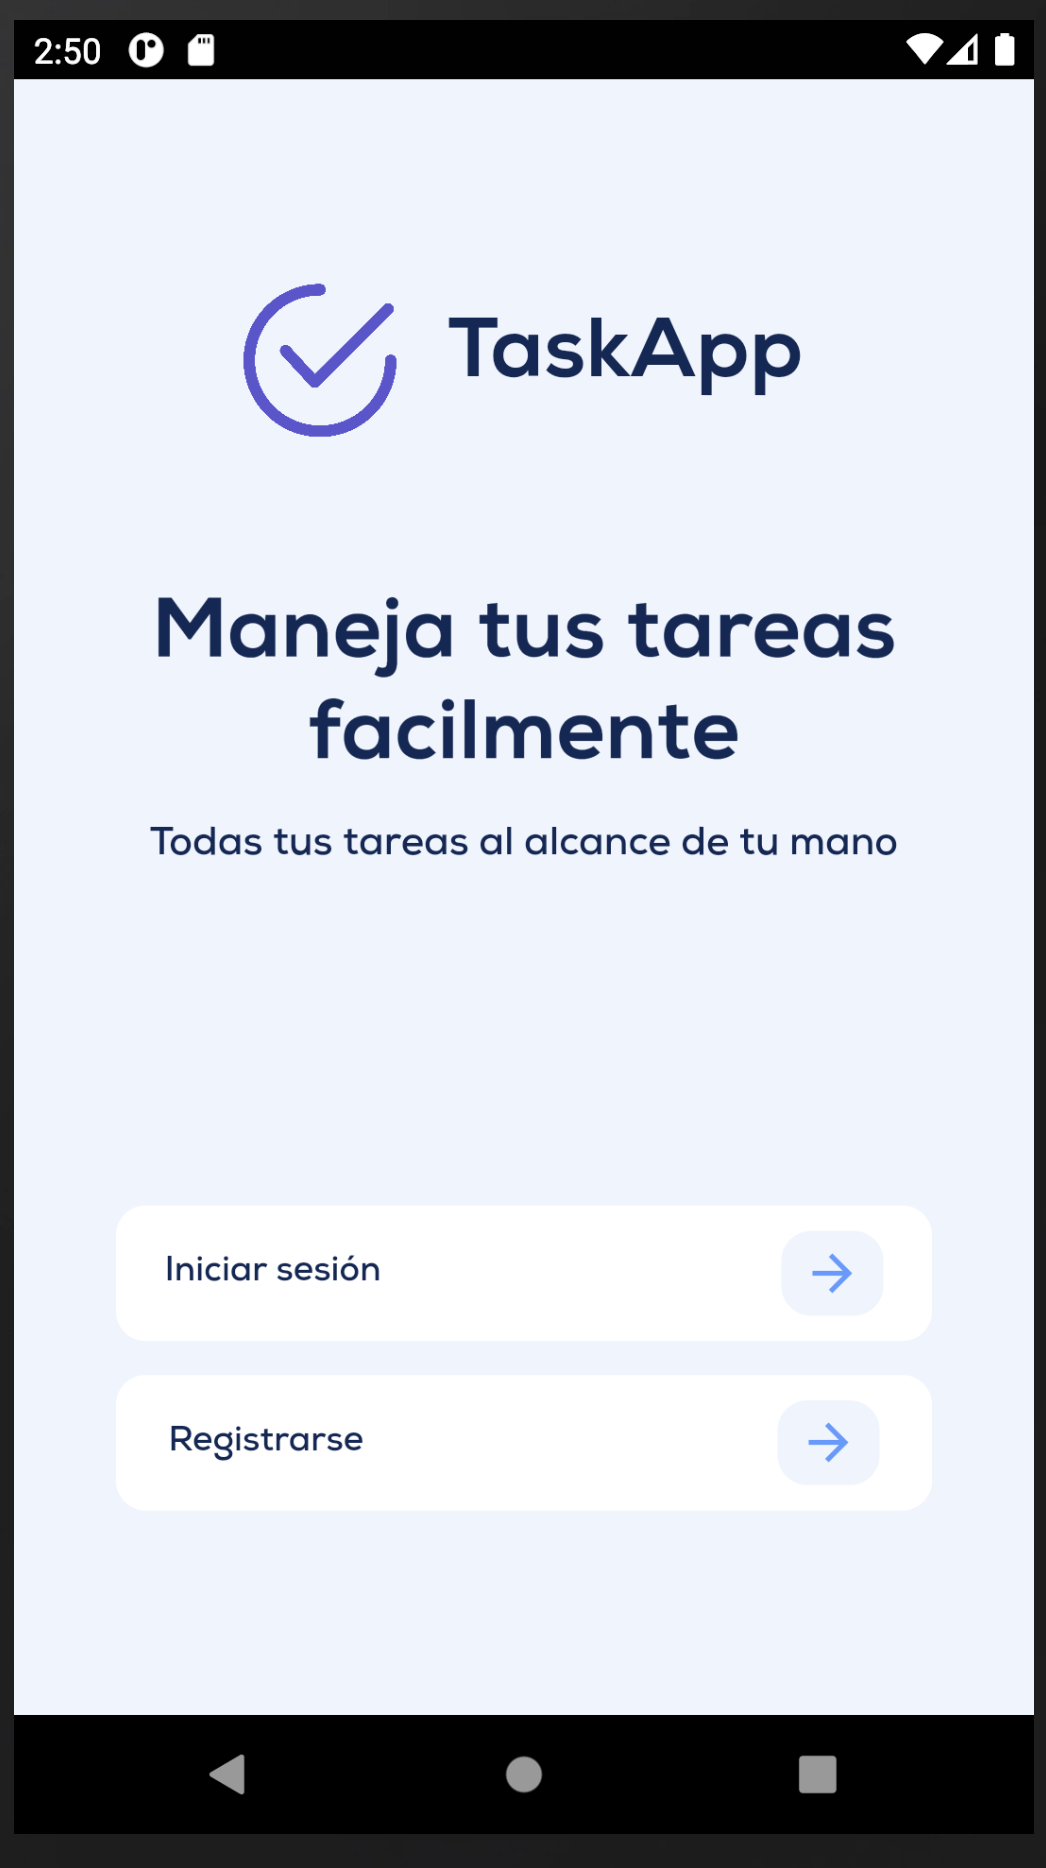 2:50
TaskApp
Maneja tus tareas
facilmente
Todas tus tareas al alcance de tu mano
Iniciar sesión
Registrarse